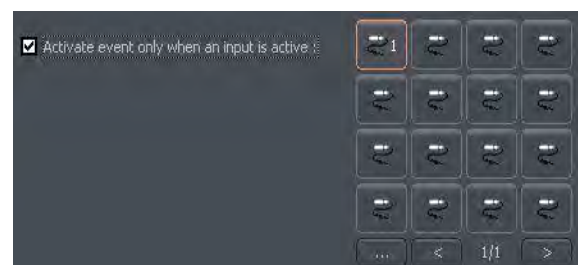 Activate event only when an input is active :
1
... < 1/1 >